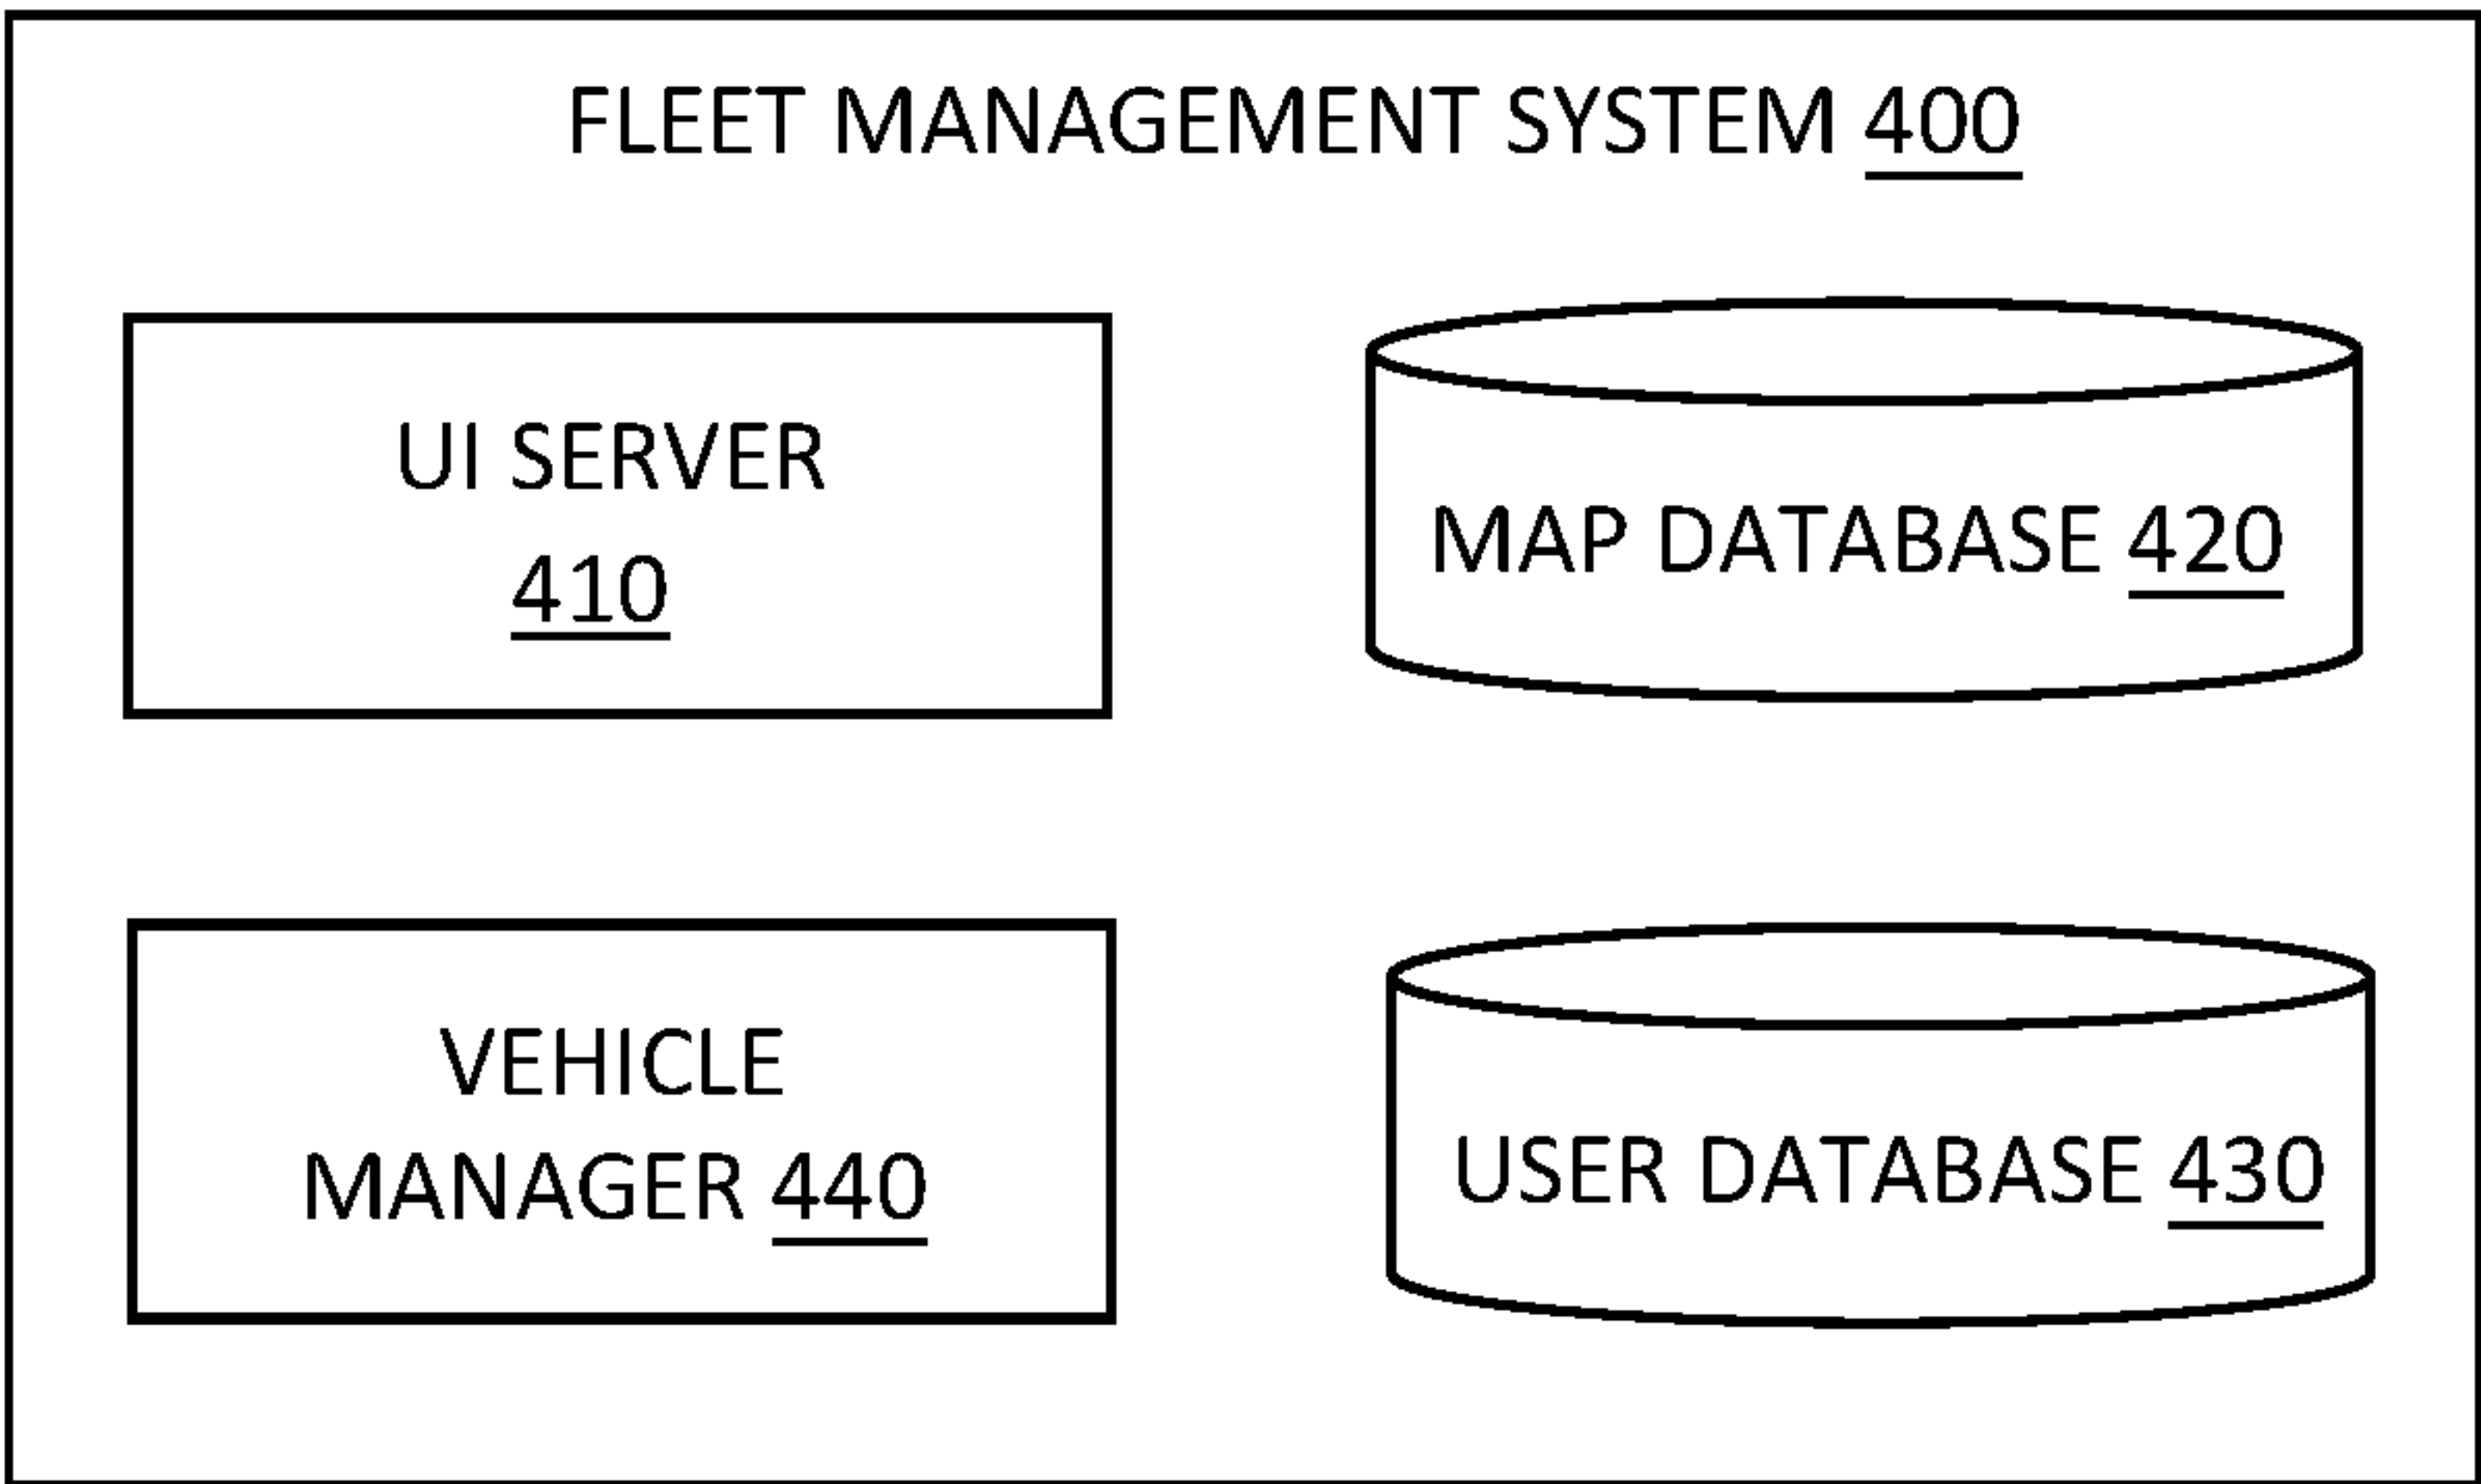 FLEET MANAGEMENT SYSTEM 400
UI SERVER
410
MAP DATABASE 420
VEHICLE
MANAGER 440
USER DATABASE 430